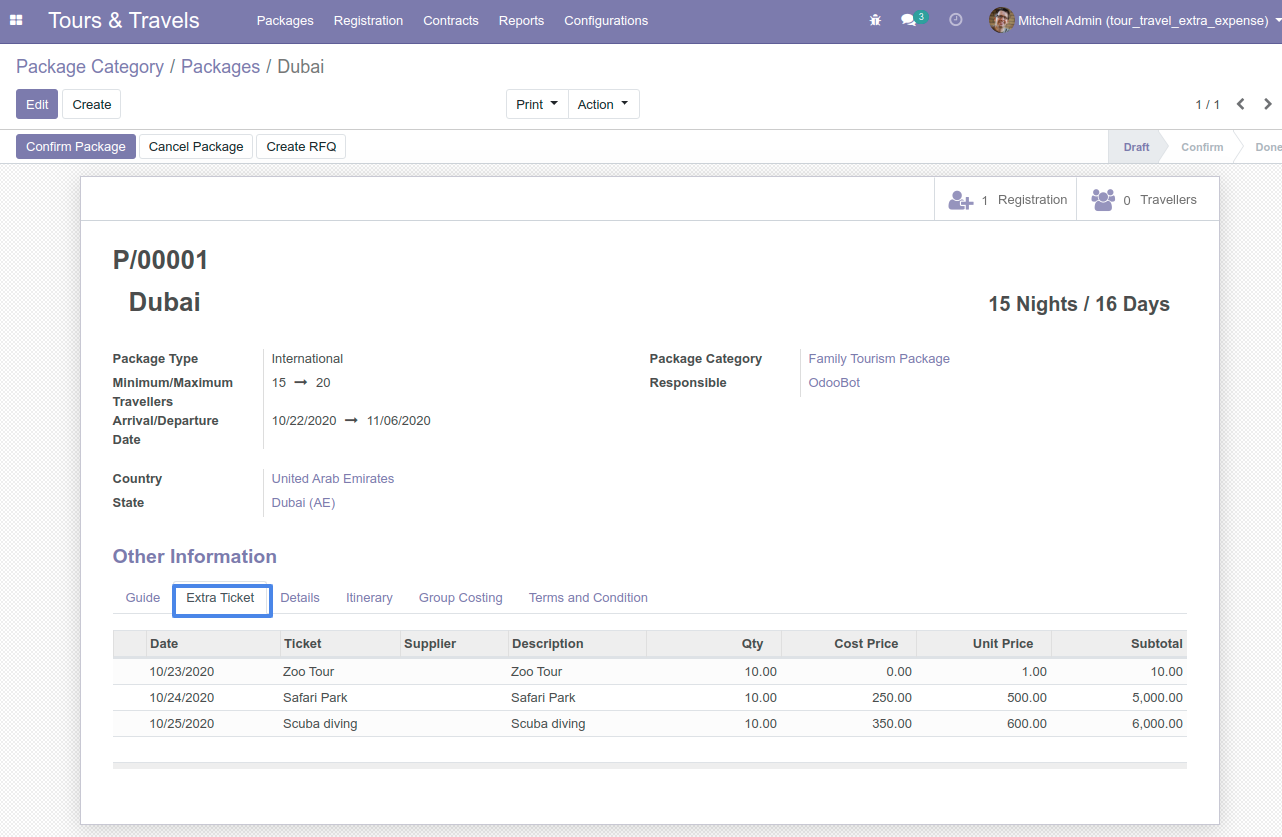 Tours & Travels Packages Registration Contracts Reports Configurations 3 Mitchell Admin (tour_travel_extra_expense)
Package Category / Packages / Dubai
Edit Create Print Action 1 / 1
Confirm Package Cancel Package Create RFQ Draft Confirm Done
1 Registration 0 Travellers
P/00001
Dubai 15 Nights / 16 Days
Package Type International Package Category Family Tourism Package
Minimum/Maximum 15 → 20 Responsible OdooBot
Travellers
Arrival/Departure 10/22/2020 → 11/06/2020
Date
Country United Arab Emirates
State Dubai (AE)
Other Information
Guide Extra Ticket Details Itinerary Group Costing Terms and Condition
Date Ticket Supplier Description Qty Cost Price Unit Price Subtotal
10/23/2020 Zoo Tour Zoo Tour 10.00 0.00 1.00 10.00
10/24/2020 Safari Park Safari Park 10.00 250.00 500.00 5,000.00
10/25/2020 Scuba diving Scuba diving 10.00 350.00 600.00 6,000.00